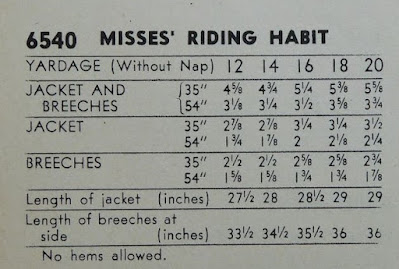 6540 MISSES' RIDING HABIT
YARDAGE (Without Nap) 12 14 16 18 20
JACKET AND {35" 4⅝ 4¾ 5¼ 5⅜ 5⅝
BREECHES {54" 3⅛ 3¼ 3½ 3⅝ 3¾
JACKET 35" 2⅞ 2⅞ 3¼ 3¼ 3½
54" 1¾ 1⅞ 2 2⅛ 2¼
BREECHES 35" 2½ 2½ 2⅝ 2⅝ 2¾
54" 1⅝ 1⅝ 1¾ 1¾ 1⅞
Length of jacket (inches) 27½ 28 28½ 29 29
Length of breeches at
side (inches) 33½ 34½ 35½ 36 36
No hems allowed.